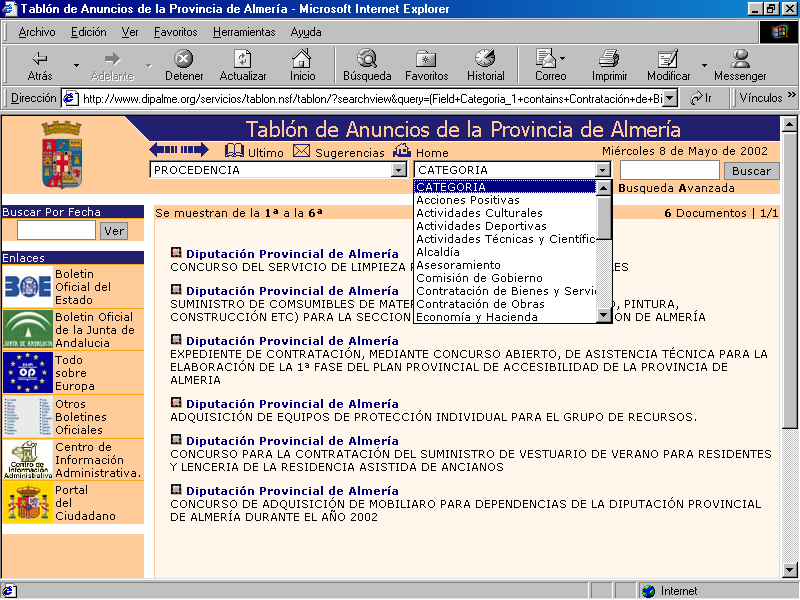 Tablón de Anuncios de la Provincia de Almería - Microsoft Internet Explorer
Archivo Edición Ver Favoritos Herramientas Ayuda
Atrás Adelante Detener Actualizar Inicio Búsqueda Favoritos Historial Correo Imprimir Modificar Messenger
Dirección http://www.dipalme.org/servicios/tablon.nsf/tablon/?searchview&query=(Field+Categoria_1+contains+Contratación+de+Bi Ir Vínculos »
Tablón de Anuncios de la Provincia de Almería
Ultimo Sugerencias Home Miércoles 8 de Mayo de 2002
PROCEDENCIA CATEGORIA Buscar
Busqueda Avanzada
CATEGORIA
Acciones Positivas
Actividades Culturales
Actividades Deportivas
Actividades Técnicas y Científic
Alcaldía
Asesoramiento
Comisión de Gobierno
Contratación de Bienes y Servi
Contratación de Obras
Economía y Hacienda
Buscar Por Fecha
Ver
Enlaces
BOE
Boletin
Oficial del
Estado
JUNTA DE ANDALUCIA
Boletin Oficial
de la Junta de
Andalucia
op
Todo
sobre
Europa
Otros
Boletines
Oficiales
Centro de
Información
Administrativa
Centro de
Información
Administrativa.
Portal
del
Ciudadano
Se muestran de la 1ª a la 6ª 6 Documentos | 1/1
Diputación Provincial de Almería
CONCURSO DEL SERVICIO DE LIMPIEZA ES
Diputación Provincial de Almería
SUMINISTRO DE COMSUMIBLES DE MATER O, PINTURA,
CONSTRUCCIÓN ETC) PARA LA SECCION ION DE ALMERÍA
Diputación Provincial de Almería
EXPEDIENTE DE CONTRATACIÓN, MEDIANTE CONCURSO ABIERTO, DE ASISTENCIA TÉCNICA PARA LA
ELABORACIÓN DE LA 1ª FASE DEL PLAN PROVINCIAL DE ACCESIBILIDAD DE LA PROVINCIA DE
ALMERIA
Diputación Provincial de Almería
ADQUISICIÓN DE EQUIPOS DE PROTECCIÓN INDIVIDUAL PARA EL GRUPO DE RECURSOS.
Diputación Provincial de Almería
CONCURSO PARA LA CONTRATACIÓN DEL SUMINISTRO DE VESTUARIO DE VERANO PARA RESIDENTES
Y LENCERIA DE LA RESIDENCIA ASISTIDA DE ANCIANOS
Diputación Provincial de Almería
CONCURSO DE ADQUISICIÓN DE MOBILIARO PARA DEPENDENCIAS DE LA DIPUTACIÓN PROVINCIAL
DE ALMERÍA DURANTE EL AÑO 2002
Internet